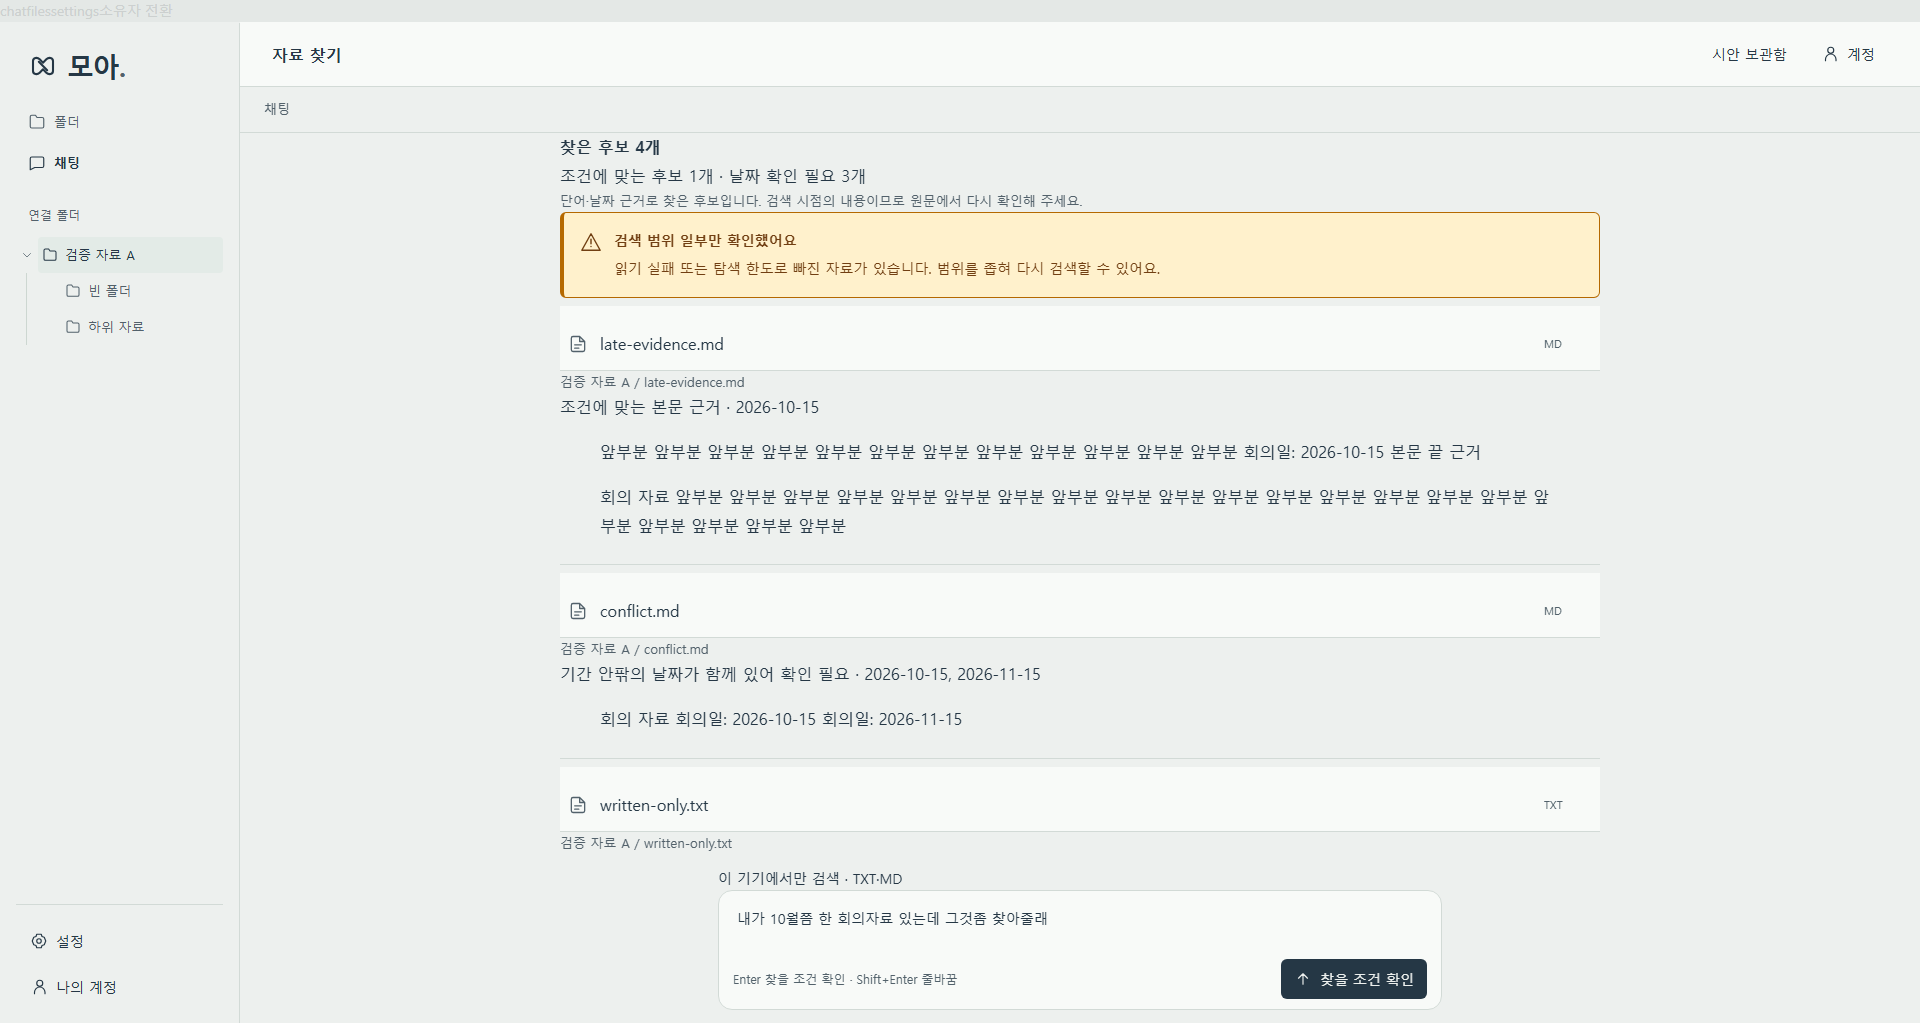 chatfilessettings소유자 전환
모아.
폴더
채팅
연결 폴더
검증 자료 A
빈 폴더
하위 자료
설정
나의 계정
자료 찾기
시안 보관함
계정
채팅
찾은 후보 4개
조건에 맞는 후보 1개 · 날짜 확인 필요 3개
단어·날짜 근거로 찾은 후보입니다. 검색 시점의 내용이므로 원문에서 다시 확인해 주세요.
검색 범위 일부만 확인했어요
읽기 실패 또는 탐색 한도로 빠진 자료가 있습니다. 범위를 좁혀 다시 검색할 수 있어요.
late-evidence.md
MD
검증 자료 A / late-evidence.md
조건에 맞는 본문 근거 · 2026-10-15
앞부분 앞부분 앞부분 앞부분 앞부분 앞부분 앞부분 앞부분 앞부분 앞부분 앞부분 앞부분 회의일: 2026-10-15 본문 끝 근거
회의 자료 앞부분 앞부분 앞부분 앞부분 앞부분 앞부분 앞부분 앞부분 앞부분 앞부분 앞부분 앞부분 앞부분 앞부분 앞부분 앞부분 앞
부분 앞부분 앞부분 앞부분 앞부분
conflict.md
MD
검증 자료 A / conflict.md
기간 안팎의 날짜가 함께 있어 확인 필요 · 2026-10-15, 2026-11-15
회의 자료 회의일: 2026-10-15 회의일: 2026-11-15
written-only.txt
TXT
검증 자료 A / written-only.txt
이 기기에서만 검색 · TXT·MD
내가 10월쯤 한 회의자료 있는데 그것좀 찾아줄래
Enter 찾을 조건 확인 · Shift+Enter 줄바꿈
찾을 조건 확인